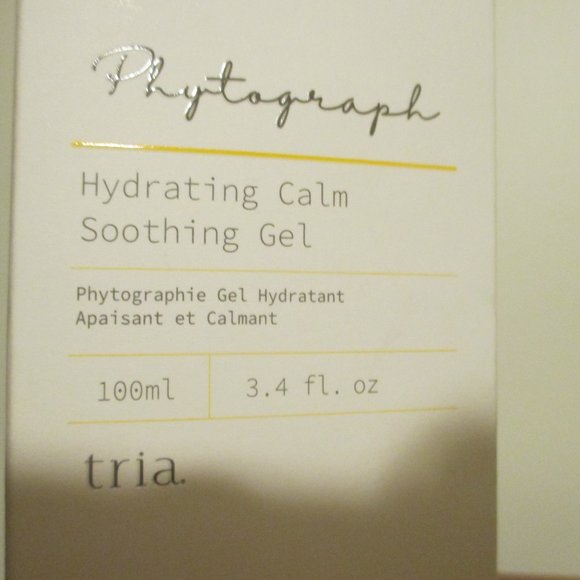 Phytograph
Hydrating Calm
Soothing Gel
Phytographie Gel Hydratant
Apaisant et Calmant
100ml
3.4 fl. oz
tria.